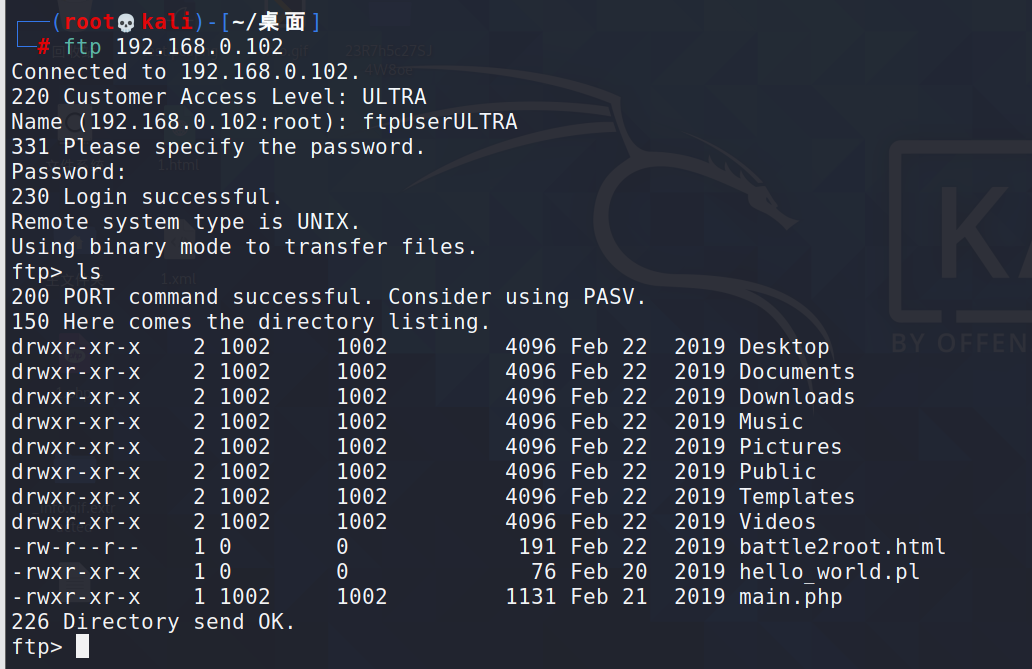 ┌──(root💀kali)-[~/桌面]
└─# ftp 192.168.0.102
Connected to 192.168.0.102.
220 Customer Access Level: ULTRA
Name (192.168.0.102:root): ftpUserULTRA
331 Please specify the password.
Password:
230 Login successful.
Remote system type is UNIX.
Using binary mode to transfer files.
ftp> ls
200 PORT command successful. Consider using PASV.
150 Here comes the directory listing.
drwxr-xr-x    2 1002     1002         4096 Feb 22  2019 Desktop
drwxr-xr-x    2 1002     1002         4096 Feb 22  2019 Documents
drwxr-xr-x    2 1002     1002         4096 Feb 22  2019 Downloads
drwxr-xr-x    2 1002     1002         4096 Feb 22  2019 Music
drwxr-xr-x    2 1002     1002         4096 Feb 22  2019 Pictures
drwxr-xr-x    2 1002     1002         4096 Feb 22  2019 Public
drwxr-xr-x    2 1002     1002         4096 Feb 22  2019 Templates
drwxr-xr-x    2 1002     1002         4096 Feb 22  2019 Videos
-rw-r--r--    1 0        0             191 Feb 22  2019 battle2root.html
-rwxr-xr-x    1 0        0              76 Feb 20  2019 hello_world.pl
-rwxr-xr-x    1 1002     1002         1131 Feb 21  2019 main.php
226 Directory send OK.
ftp>
1.html
1.xml
KA
BY OFFEN